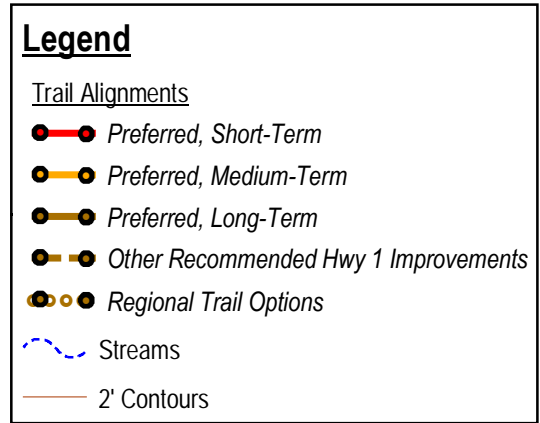 Legend
Trail Alignments
Preferred, Short-Term
Preferred, Medium-Term
Preferred, Long-Term
Other Recommended Hwy 1 Improvements
Regional Trail Options
Streams
2' Contours